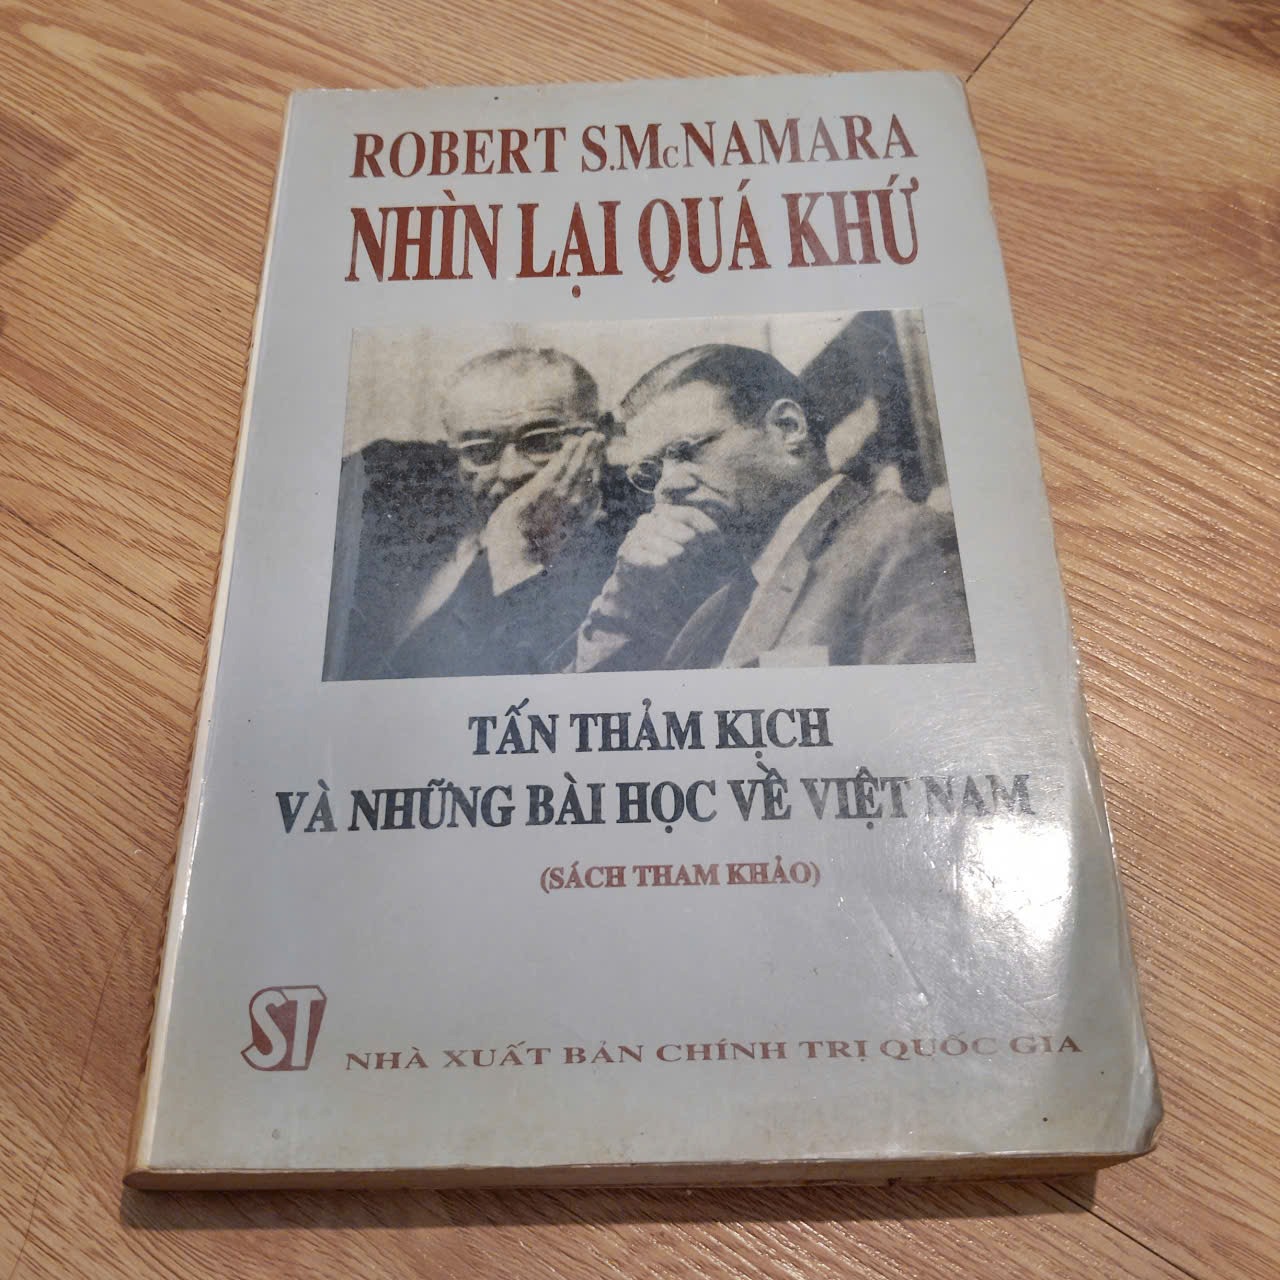 ROBERT S.McNAMARA
NHÌN LẠI QUÁ KHỨ
TẤN THẢM KỊCH
VÀ NHỮNG BÀI HỌC VỀ VIỆT NAM
(SÁCH THAM KHẢO)
ST NHÀ XUẤT BẢN CHÍNH TRỊ QUỐC GIA